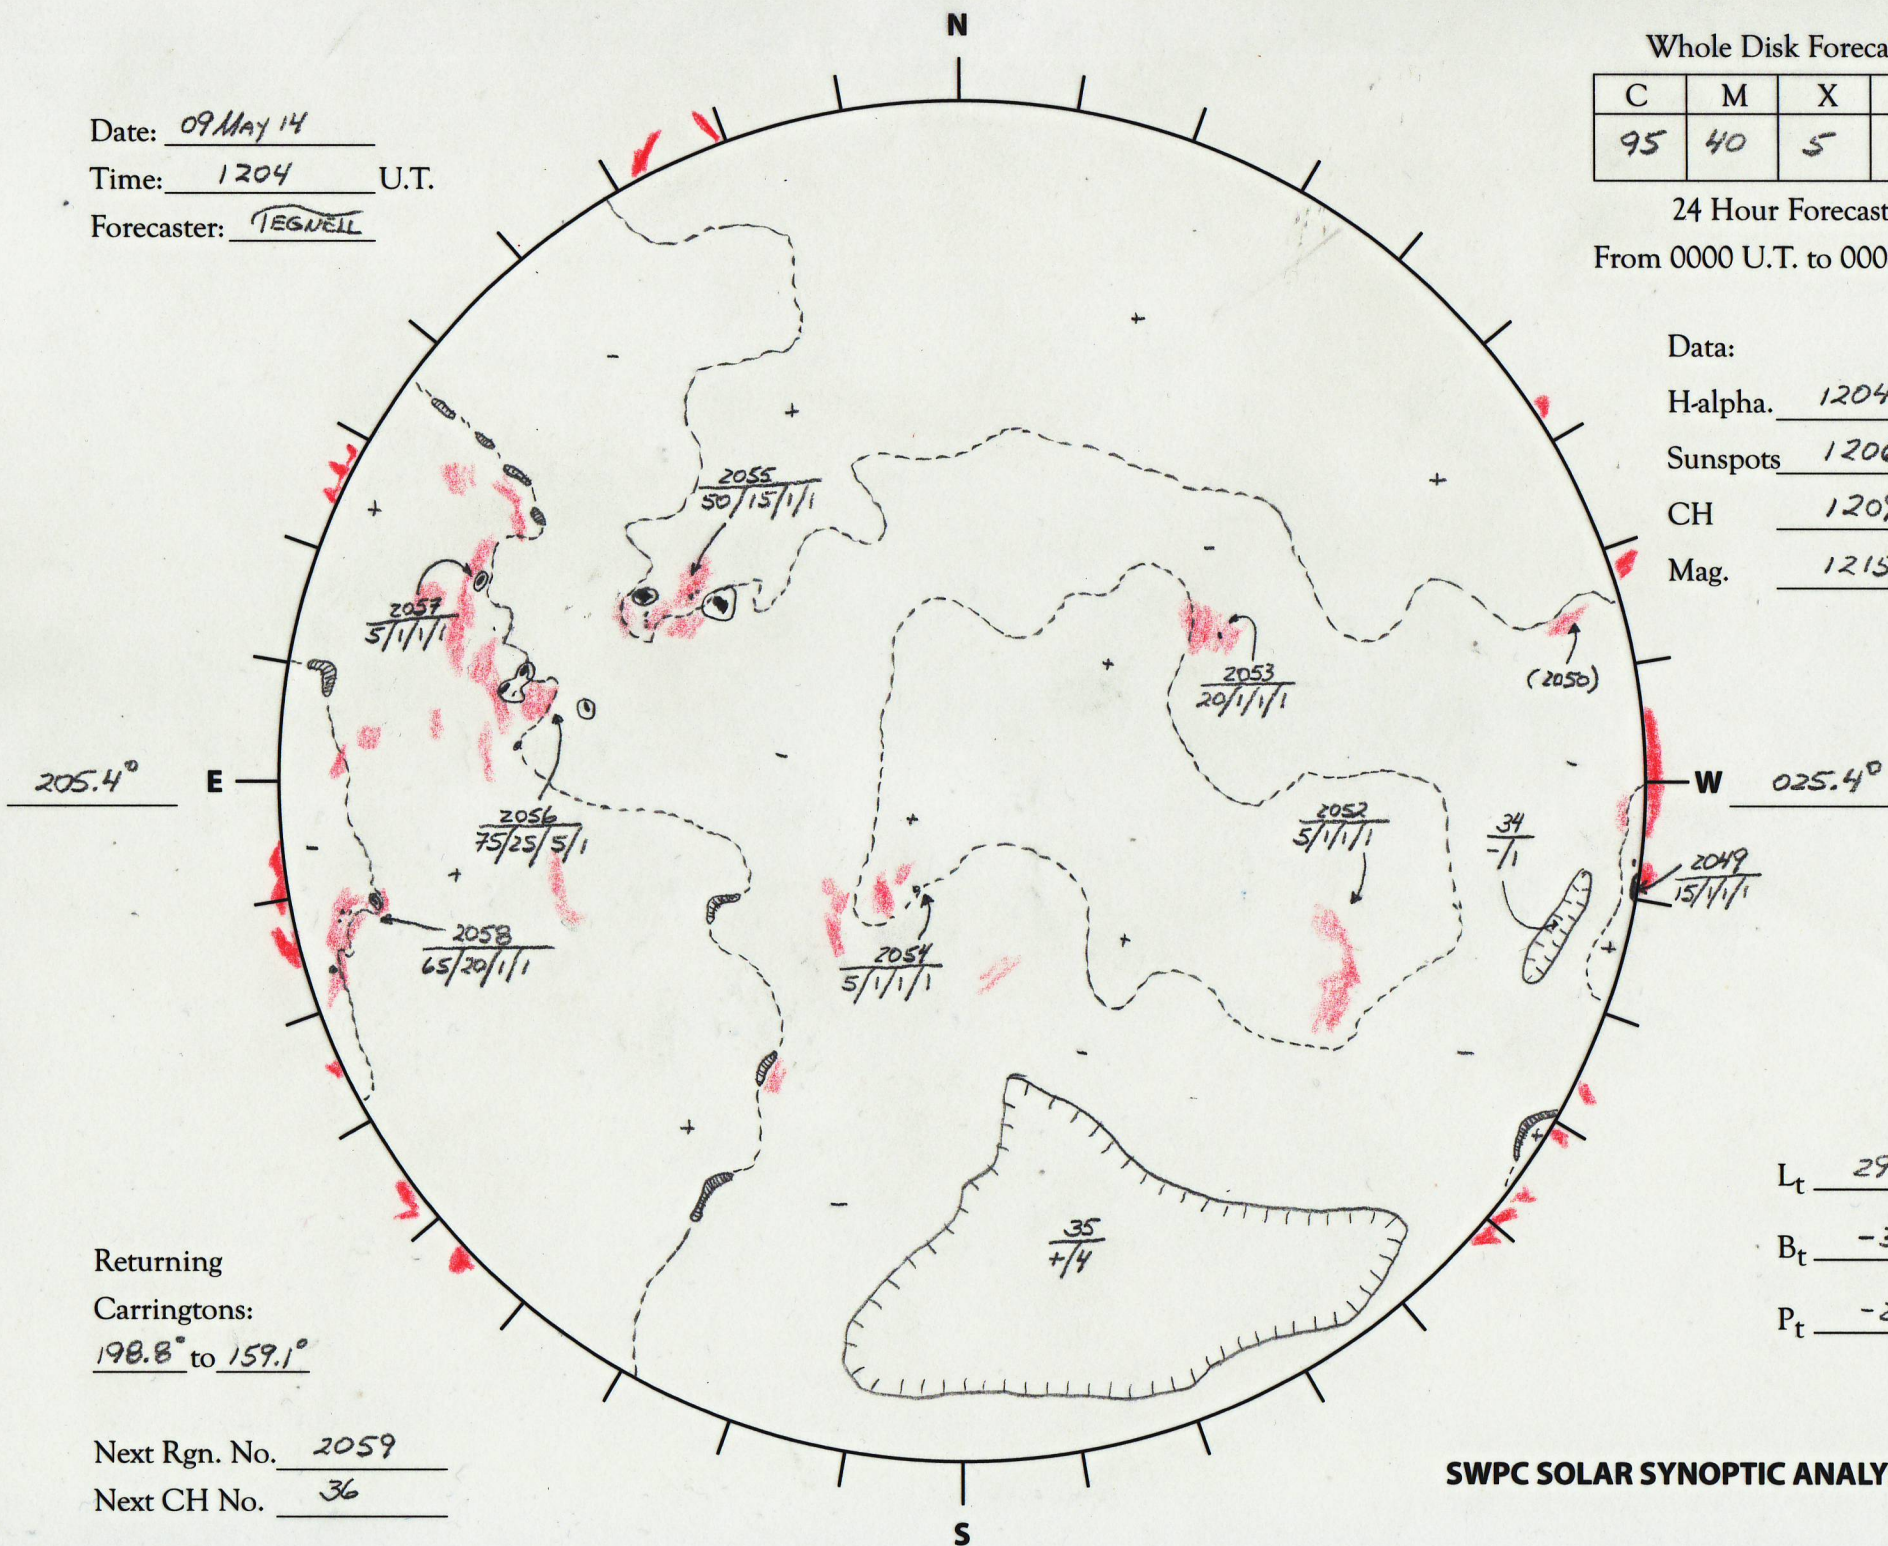 N
Whole Disk Foreca
C M X
95 40 5
24 Hour Forecast
From 0000 U.T. to 000
Date: 09 MAY 14
Time: 1204 U.T.
Forecaster: TEGNELL
Data:
H-alpha. 1204
Sunspots 120
CH 120
Mag. 1215
+
-
+
+
+
2055
50/15/1/1
-
2057
5/1/1/1
+
2053
20/1/1/1
(2050)
205.4° E
-
-
W 025.4°
2056
75/25/5/1
+
2052
5/1/1/1
34
-/1
2049
15/1/1/1
-
+
2058
65/20/1/1
2054
5/1/1/1
+
+
-
-
+
+
Lt 29
-
35
+/4
Bt -3
Pt -2
Returning
Carringtons:
198.8° to 159.1°
Next Rgn. No. 2059
Next CH No. 36
SWPC SOLAR SYNOPTIC ANALY
S